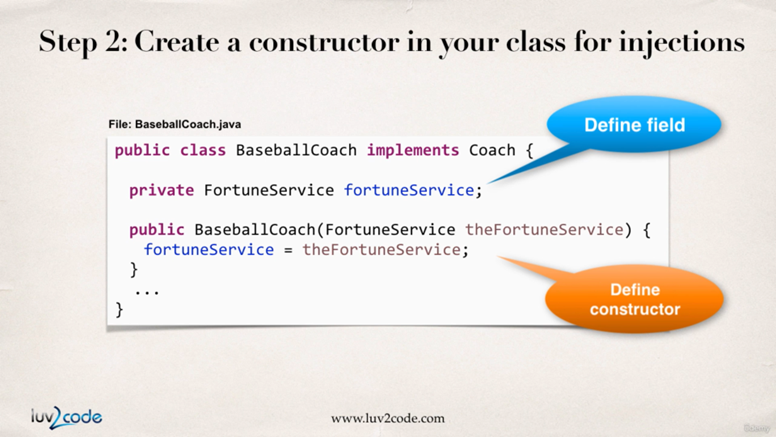 Step 2: Create a constructor in your class for injections
File: BaseballCoach.java
Define field
public class BaseballCoach implements Coach {
private FortuneService fortuneService;
public BaseballCoach(FortuneService theFortuneService) {
fortuneService = theFortuneService;
}
...
}
Define
constructor
luv2code
www.luv2code.com
Udemy